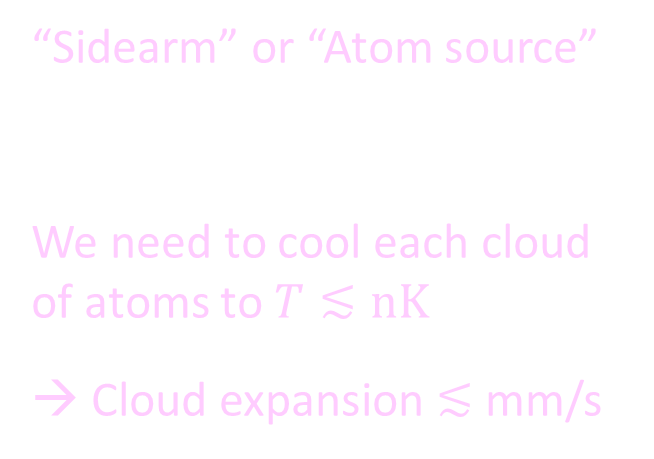 “Sidearm” or “Atom source”
We need to cool each cloud
of atoms to T ≲ nK
→ Cloud expansion ≲ mm/s